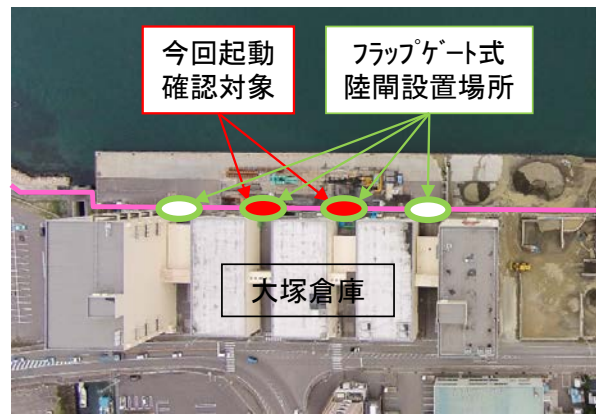 今回起動
確認対象
フラップゲート式
陸閘設置場所
大塚倉庫